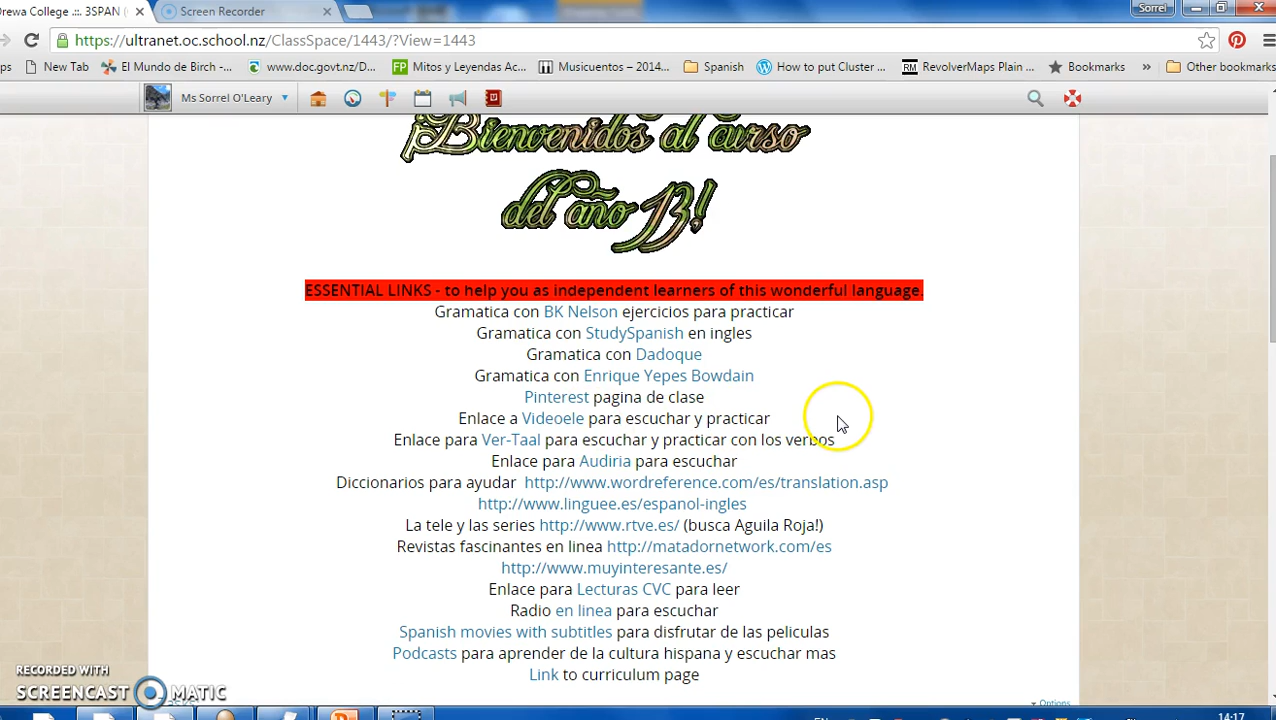 Orewa College .::. 3SPAN (
Screen Recorder
Sorrel
https://ultranet.oc.school.nz/ClassSpace/1443/?View=1443
ps New Tab El Mundo de Birch -... www.doc.govt.nz/D... FP Mitos y Leyendas Ac... Musicuentos – 2014... Spanish How to put Cluster ... RM RevolverMaps Plain ... Bookmarks » Other bookmarks
Ms Sorrel O'Leary
¡Bienvenidos al curso
del año 13!
ESSENTIAL LINKS - to help you as independent learners of this wonderful language.
Gramatica con BK Nelson ejercicios para practicar
Gramatica con StudySpanish en ingles
Gramatica con Dadoque
Gramatica con Enrique Yepes Bowdain
Pinterest pagina de clase
Enlace a Videoele para escuchar y practicar
Enlace para Ver-Taal para escuchar y practicar con los verbos
Enlace para Audiria para escuchar
Diccionarios para ayudar http://www.wordreference.com/es/translation.asp
http://www.linguee.es/espanol-ingles
La tele y las series http://www.rtve.es/ (busca Aguila Roja!)
Revistas fascinantes en linea http://matadornetwork.com/es
http://www.muyinteresante.es/
Enlace para Lecturas CVC para leer
Radio en linea para escuchar
Spanish movies with subtitles para disfrutar de las peliculas
Podcasts para aprender de la cultura hispana y escuchar mas
Link to curriculum page
RECORDED WITH
SCREENCAST MATIC
Tasks
Options
14:17